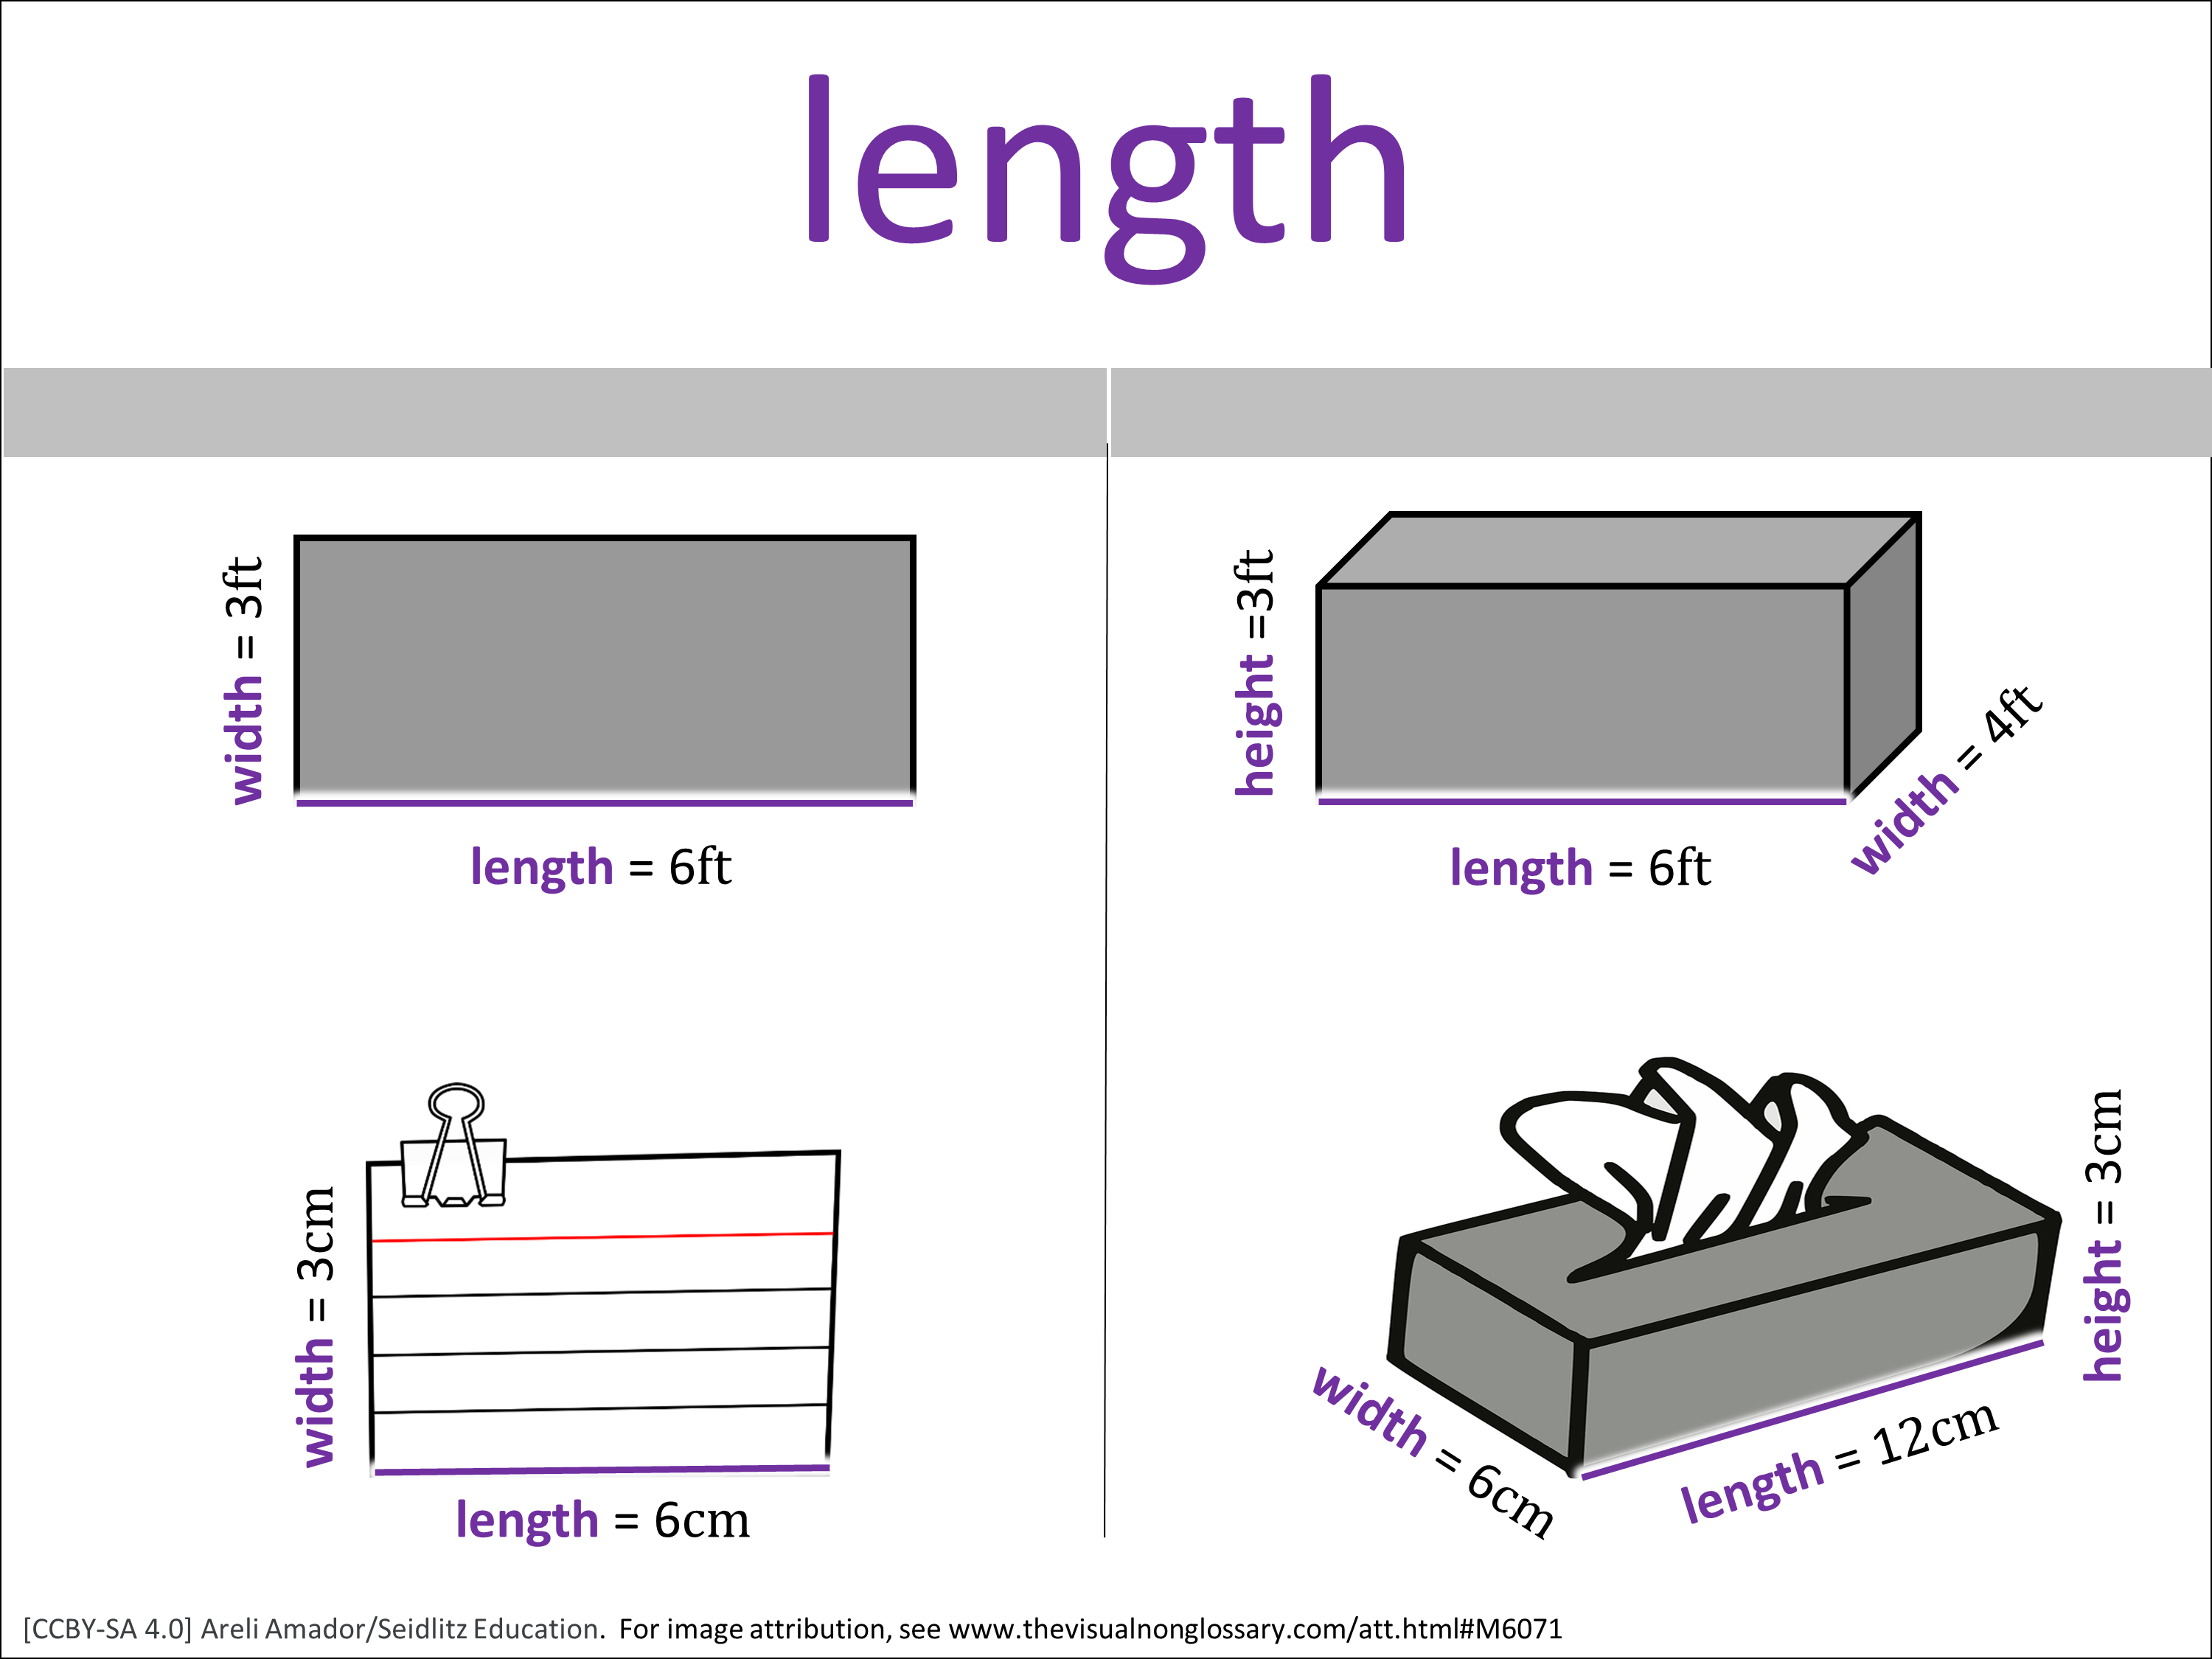 length
width = 3ft
length = 6ft
height =3ft
width = 4ft
length = 6ft
width = 3cm
length = 6cm
width = 6cm
length = 12cm
height = 3cm
[CCBY-SA 4.0] Areli Amador/Seidlitz Education.  For image attribution, see www.thevisualnonglossary.com/att.html#M6071